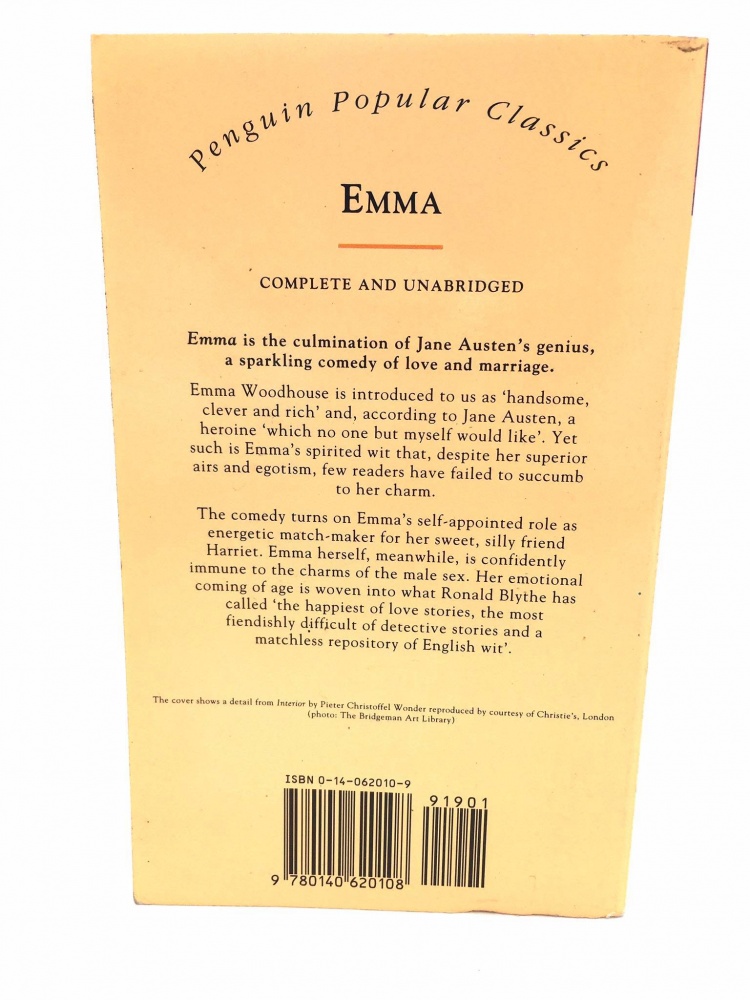 Penguin Popular Classics
EMMA
COMPLETE AND UNABRIDGED
Emma is the culmination of Jane Austen's genius,
a sparkling comedy of love and marriage.
Emma Woodhouse is introduced to us as ‘handsome,
clever and rich’ and, according to Jane Austen, a
heroine ‘which no one but myself would like’. Yet
such is Emma's spirited wit that, despite her superior
airs and egotism, few readers have failed to succumb
to her charm.
The comedy turns on Emma's self-appointed role as
energetic match-maker for her sweet, silly friend
Harriet. Emma herself, meanwhile, is confidently
immune to the charms of the male sex. Her emotional
coming of age is woven into what Ronald Blythe has
called ‘the happiest of love stories, the most
fiendishly difficult of detective stories and a
matchless repository of English wit’.
The cover shows a detail from Interior by Pieter Christoffel Wonder reproduced by courtesy of Christie's, London
(photo: The Bridgeman Art Library)
ISBN 0-14-062010-9
91901
9 780140 620108